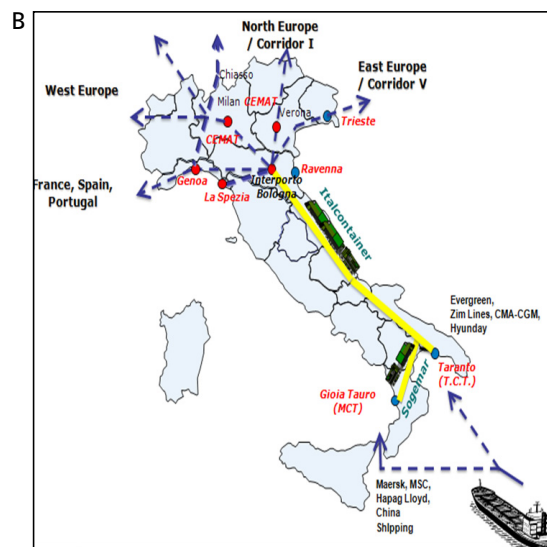 B
North Europe
/ Corridor I
East Europe
/ Corridor V
Chiasso
West Europe
Milan CEMAT
Verona
Trieste
CEMAT
Genoa
Ravenna
Interporto
Bologna
France, Spain,
Portugal
La Spezia
Italcontainer
Evergreen,
Zim Lines, CMA-CGM,
Hyunday
Taranto
(T.C.T.)
Gioia Tauro
(MCT)
Sogemar
Maersk, MSC,
Hapag Lloyd,
China
Shipping